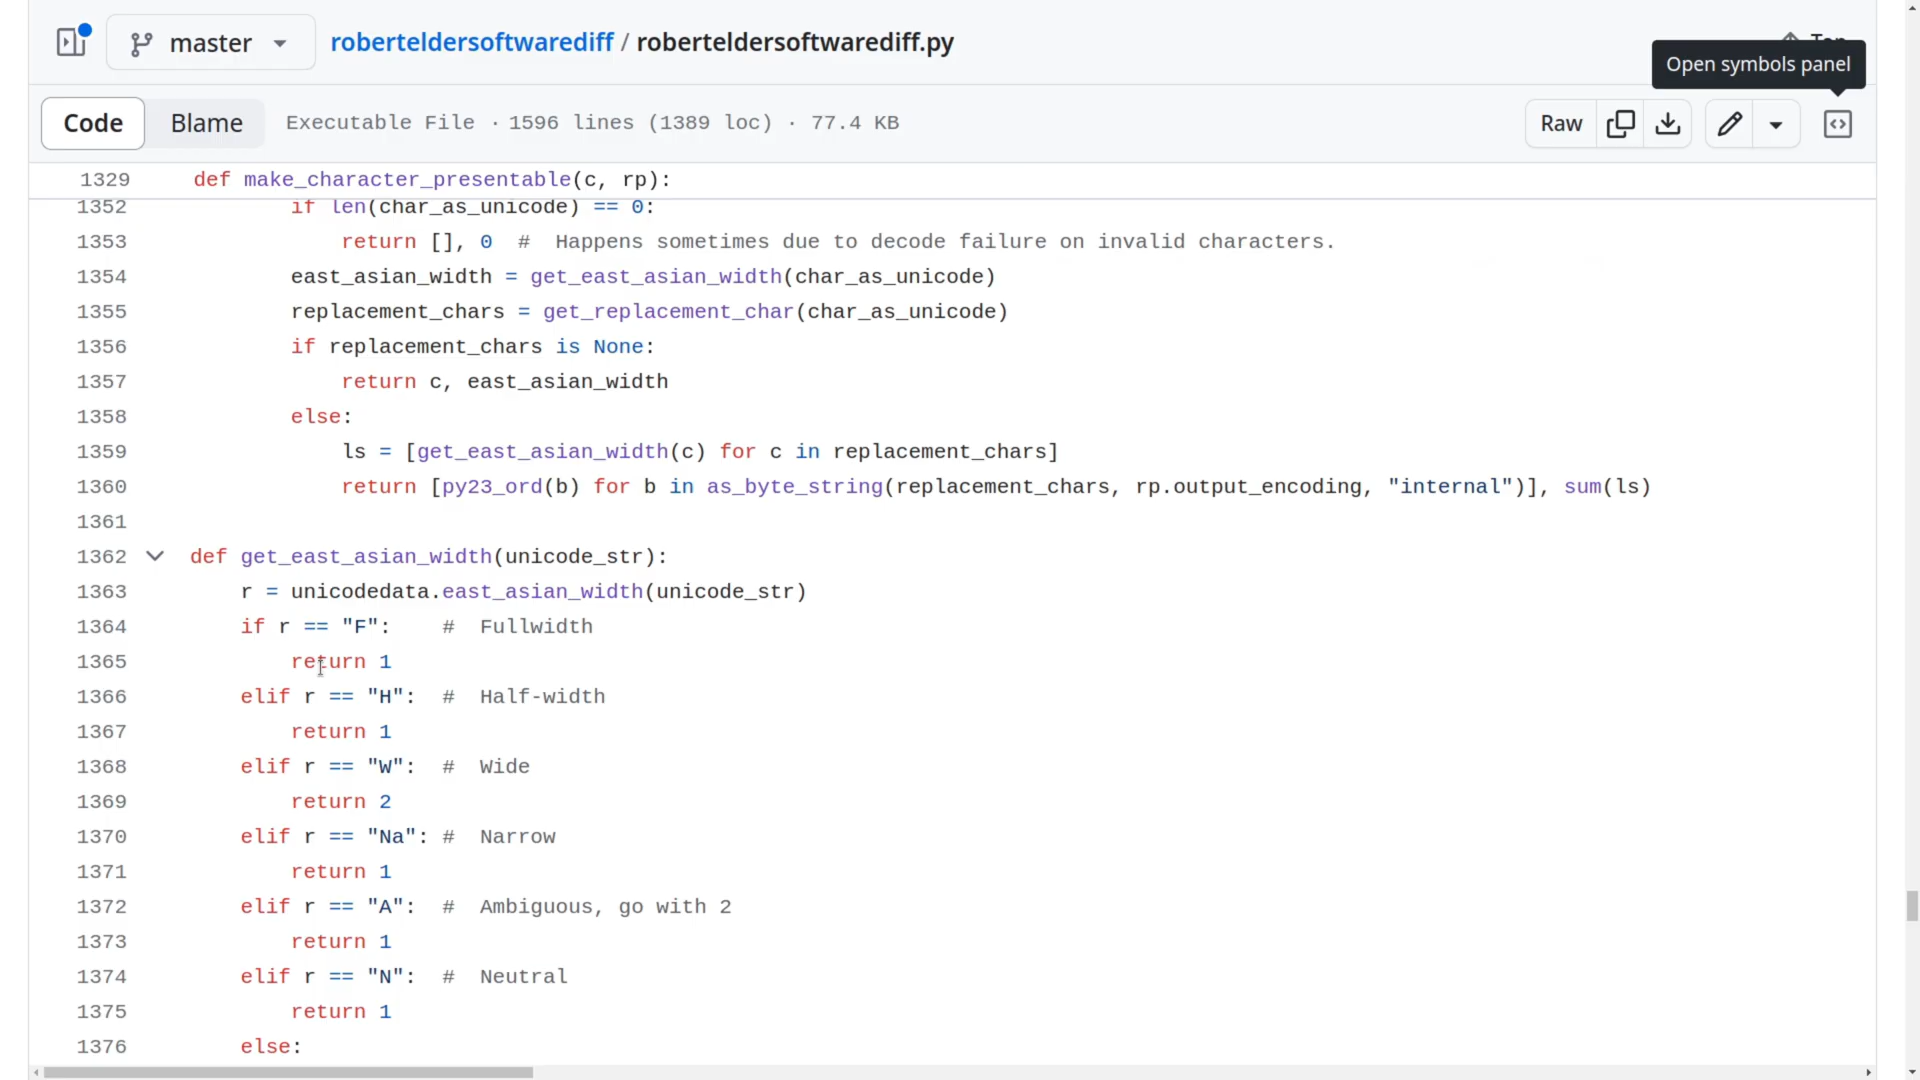 master
roberteldersoftwarediff / roberteldersoftwarediff.py
Top
Open symbols panel
Code
Blame
Executable File · 1596 lines (1389 loc) · 77.4 KB
Raw
1329 def make_character_presentable(c, rp):
1352 if len(char_as_unicode) == 0:
1353 return [], 0 # Happens sometimes due to decode failure on invalid characters.
1354 east_asian_width = get_east_asian_width(char_as_unicode)
1355 replacement_chars = get_replacement_char(char_as_unicode)
1356 if replacement_chars is None:
1357 return c, east_asian_width
1358 else:
1359 ls = [get_east_asian_width(c) for c in replacement_chars]
1360 return [py23_ord(b) for b in as_byte_string(replacement_chars, rp.output_encoding, "internal")], sum(ls)
1361
1362 def get_east_asian_width(unicode_str):
1363 r = unicodedata.east_asian_width(unicode_str)
1364 if r == "F": # Fullwidth
1365 return 1
1366 elif r == "H": # Half-width
1367 return 1
1368 elif r == "W": # Wide
1369 return 2
1370 elif r == "Na": # Narrow
1371 return 1
1372 elif r == "A": # Ambiguous, go with 2
1373 return 1
1374 elif r == "N": # Neutral
1375 return 1
1376 else: